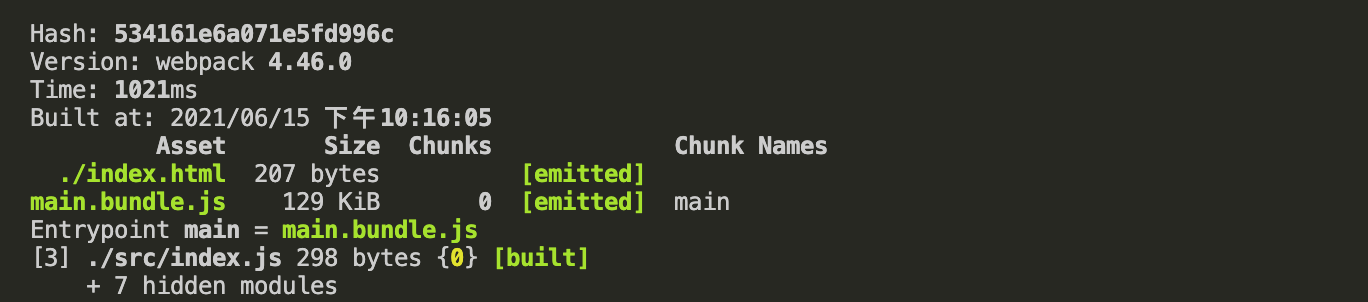 Hash: 534161e6a071e5fd996c
Version: webpack 4.46.0
Time: 1021ms
Built at: 2021/06/15 下午10:16:05
Asset Size Chunks Chunk Names
./index.html 207 bytes [emitted]
main.bundle.js 129 KiB 0 [emitted] main
Entrypoint main = main.bundle.js
[3] ./src/index.js 298 bytes {0} [built]
+ 7 hidden modules